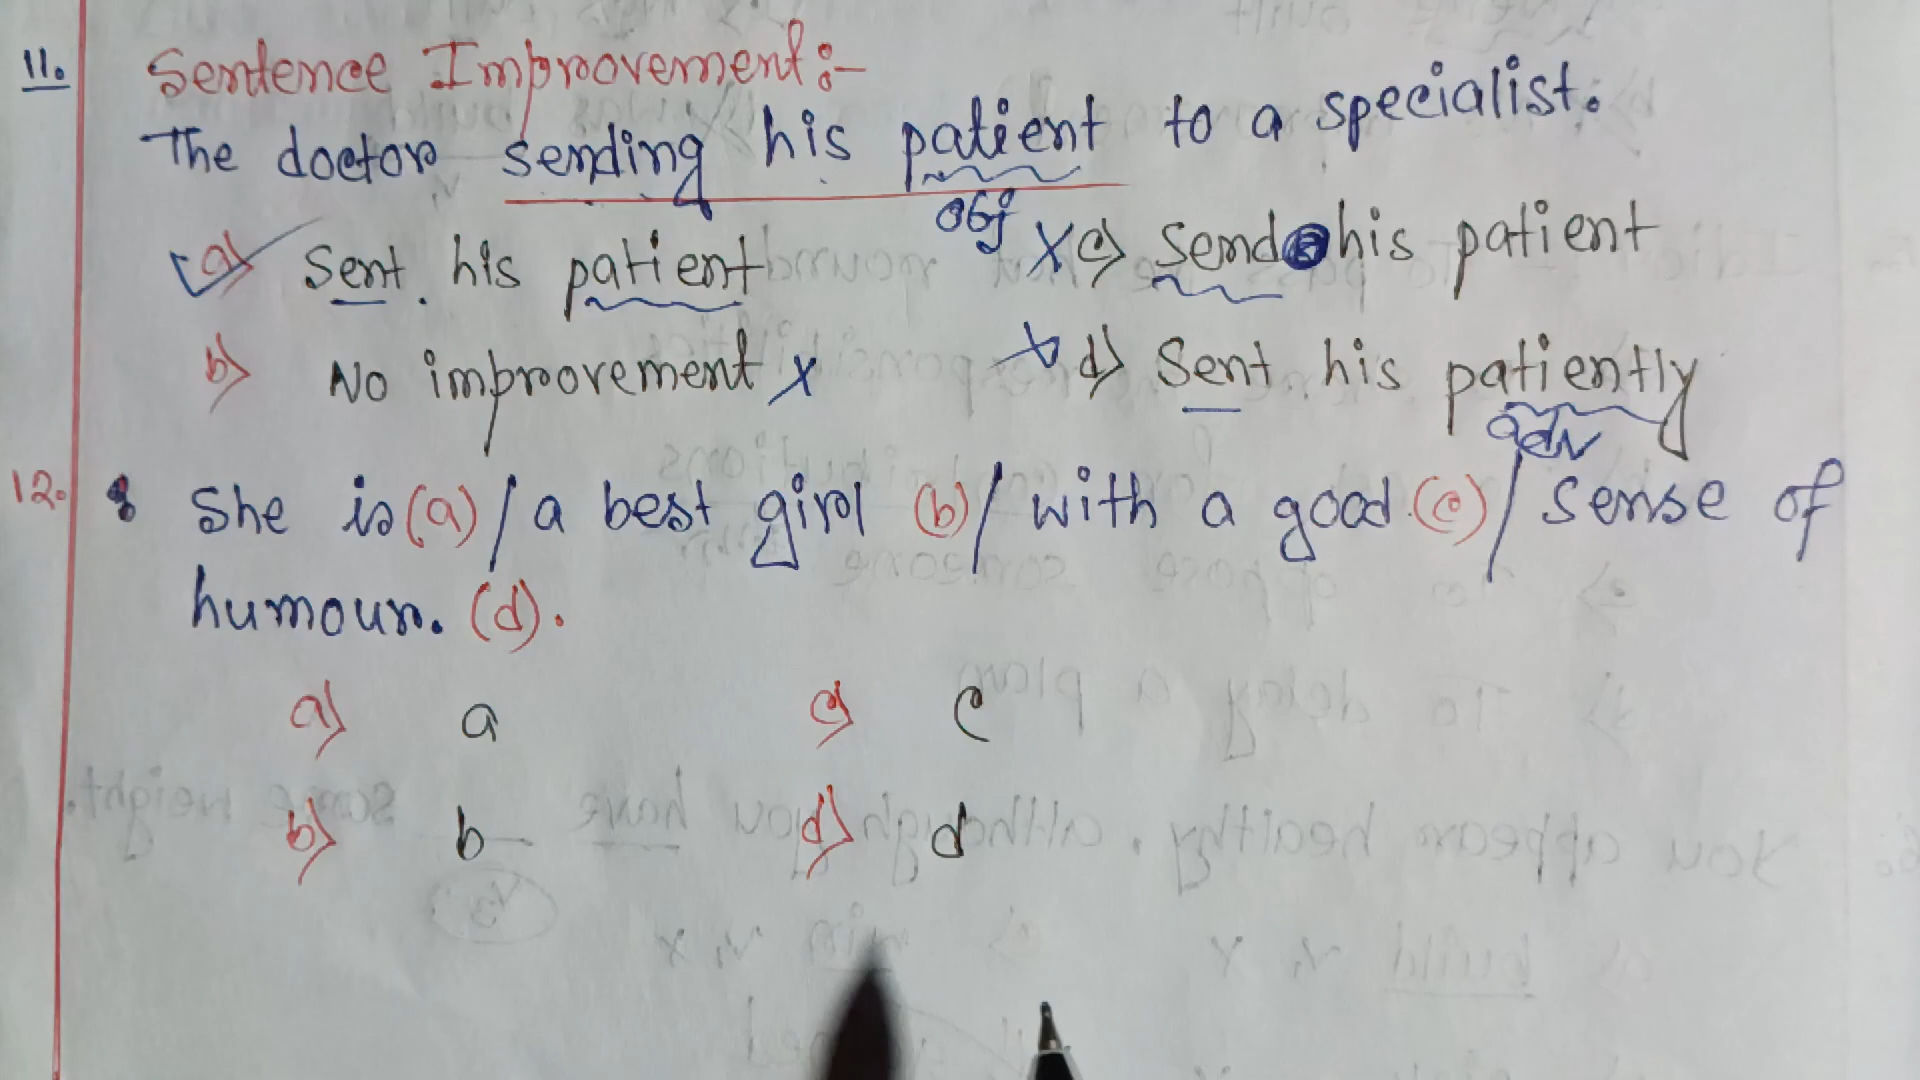 11. Sentence Improvement:-
The doctor sending his patient to a specialist.
obj
a) Sent his patient x c) Send his patient
b) No improvement x x d) Sent his patiently
adv
12. She is (a) / a best girl (b) / with a good (c) / sense of
humour. (d).
a) a c) c
b) b d) d